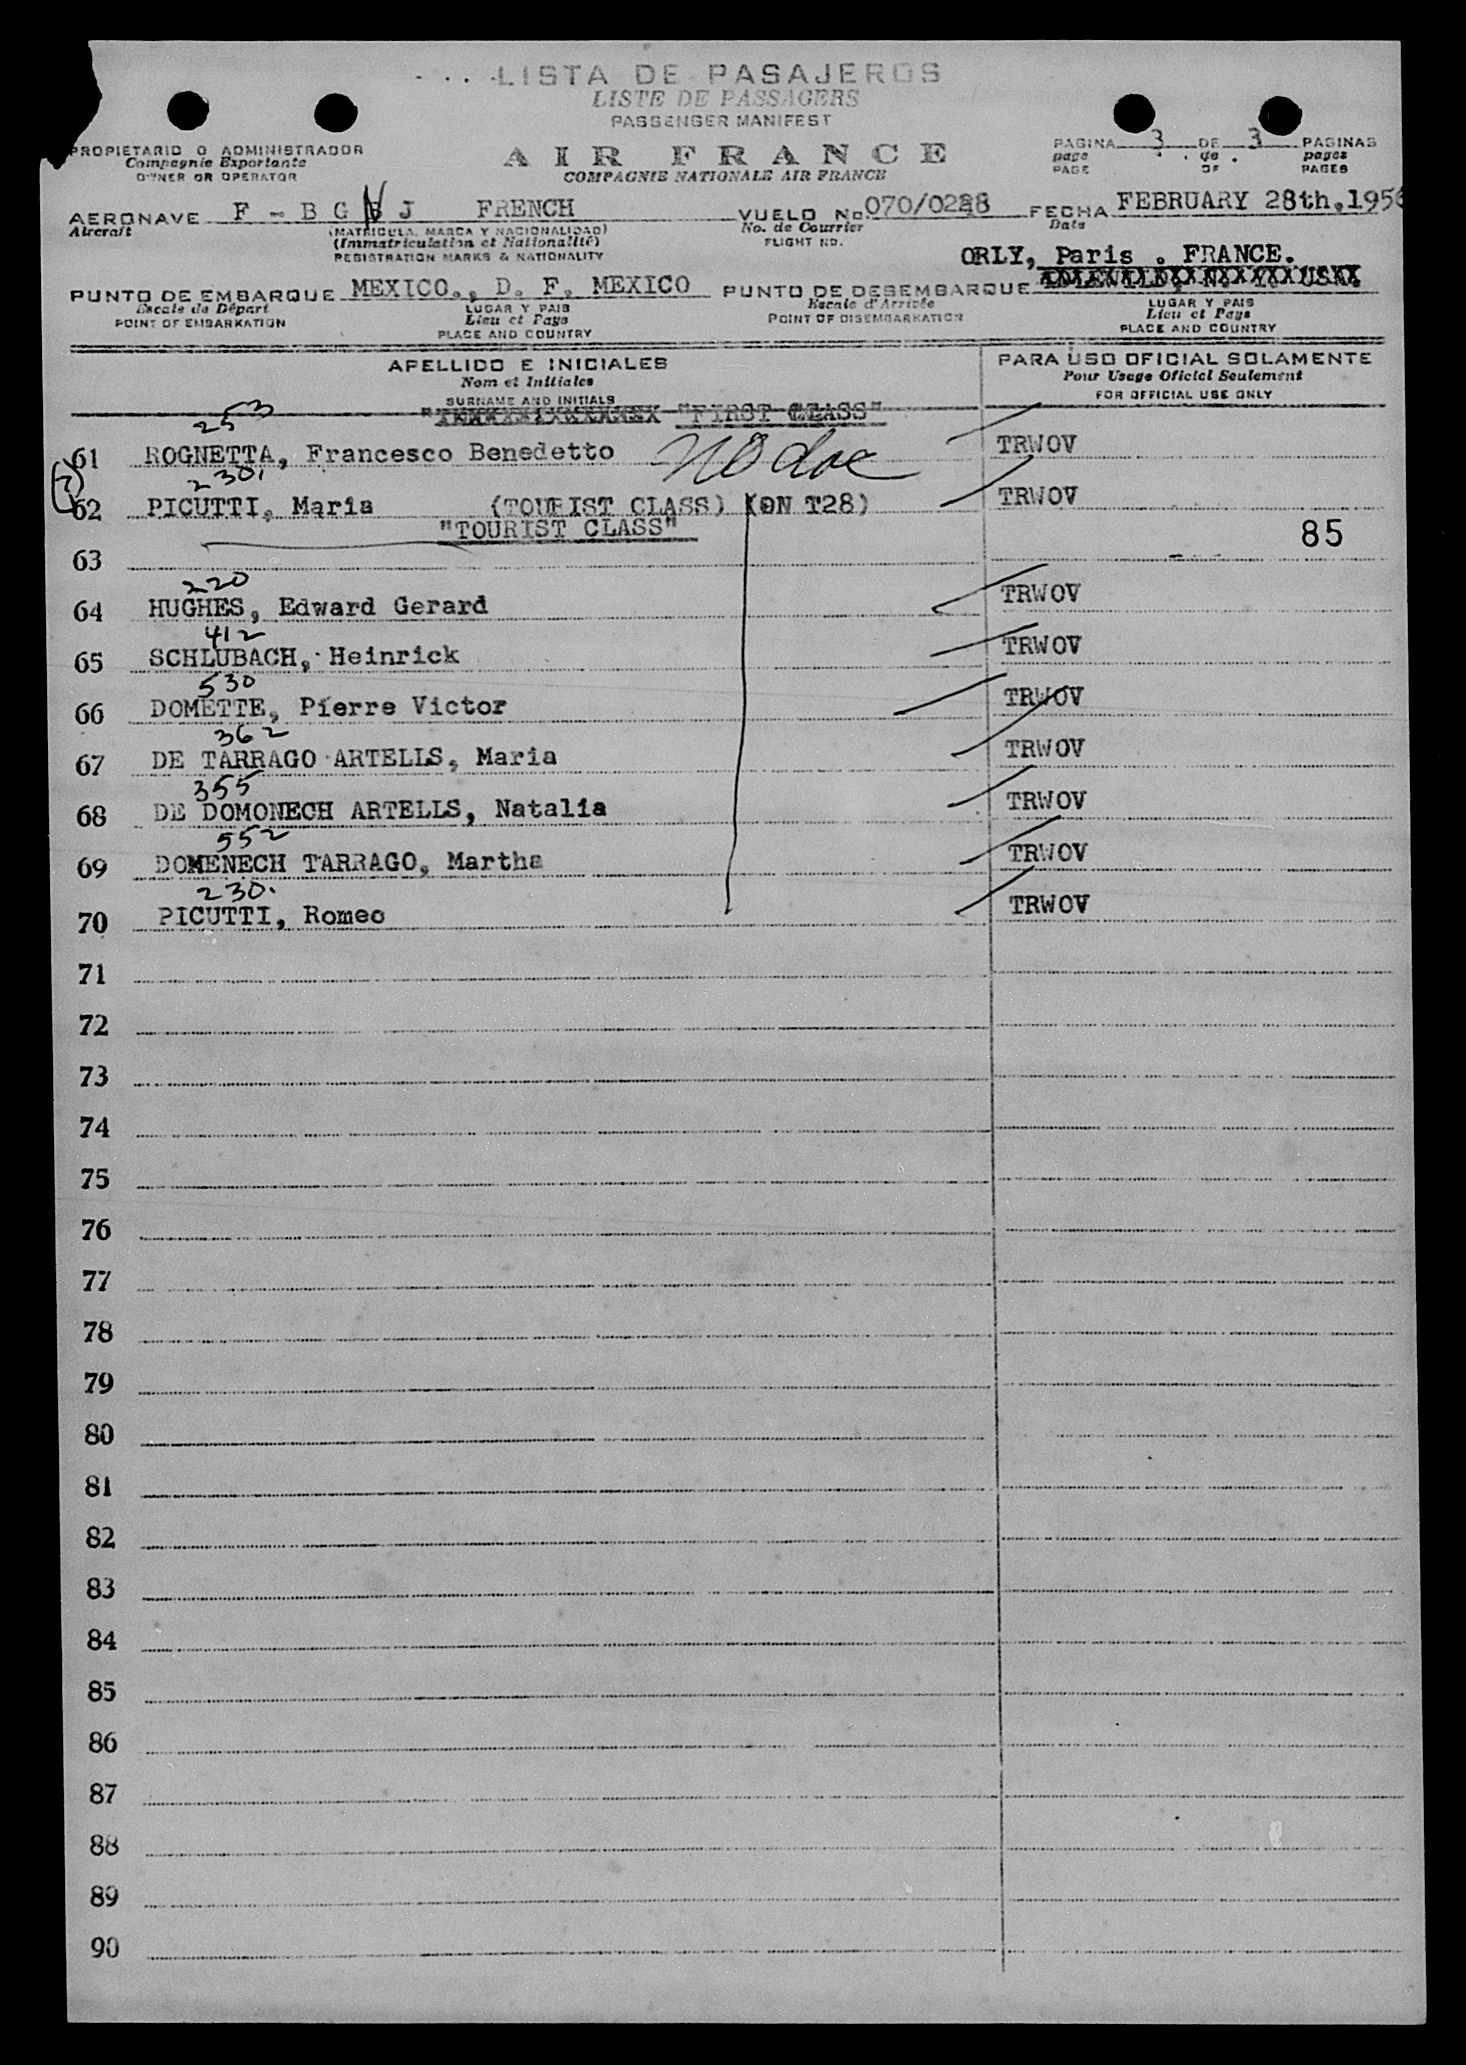 LISTA DE PASAJEROS
LISTE DE PASSAGERS
PASSENGER MANIFEST
PROPIETARIO O ADMINISTRADOR
Compagnie Exportante
OWNER OR OPERATOR
AIR FRANCE
COMPAGNIE NATIONALE AIR FRANCE
PAGINA 3 DE 3 PAGINAS
page de pages
PAGE OF PAGES
AERONAVE F - B G N J FRENCH VUELO No. 070/0228 FECHA FEBRUARY 28th.1956
Aircraft (MATRICULA, MARCA Y NACIONALIDAD) No. de Courrier Date
(Immatriculation et Nationalité) FLIGHT NO.
REGISTRATION MARKS & NATIONALITY
ORLY, Paris . FRANCE.
PUNTO DE EMBARQUE MEXICO., D. F. MEXICO PUNTO DE DESEMBARQUE
Escale de Départ LUGAR Y PAIS Escale d'Arrivée LUGAR Y PAIS
POINT OF EMBARKATION Lieu et Pays POINT OF DISEMBARKATION Lieu et Pays
PLACE AND COUNTRY PLACE AND COUNTRY
APELLIDO E INICIALES PARA USO OFICIAL SOLAMENTE
Nom et Initiales Pour Usage Oficiel Seulement
SURNAME AND INITIALS FOR OFFICIAL USE ONLY
"FIRST CLASS"
253
61 ROGNETTA, Francesco Benedetto no doc TRWOV
230.
(7)
62 PICUTTI, Maria (TOURIST CLASS) (ON T28) TRWOV
"TOURIST CLASS"
85
63
220
64 HUGHES, Edward Gerard TRWOV
412
65 SCHLUBACH, Heinrick TRWOV
530
66 DOMETTE, Pierre Victor TRWOV
362
67 DE TARRAGO ARTELLS, Maria TRWOV
355
68 DE DOMONECH ARTELLS, Natalia TRWOV
552
69 DOMENECH TARRAGO, Martha TRWOV
230.
70 PICUTTI, Romeo TRWOV
71
72
73
74
75
76
77
78
79
80
81
82
83
84
85
86
87
88
89
90